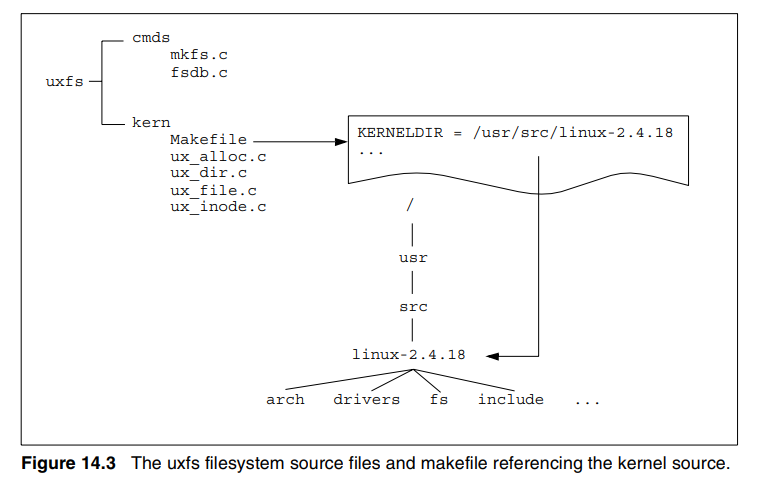 cmds
mkfs.c
fsdb.c
uxfs
kern
Makefile
ux_alloc.c
ux_dir.c
ux_file.c
ux_inode.c
KERNELDIR = /usr/src/linux-2.4.18
...
/
usr
src
linux-2.4.18
arch drivers fs include ...
Figure 14.3 The uxfs filesystem source files and makefile referencing the kernel source.